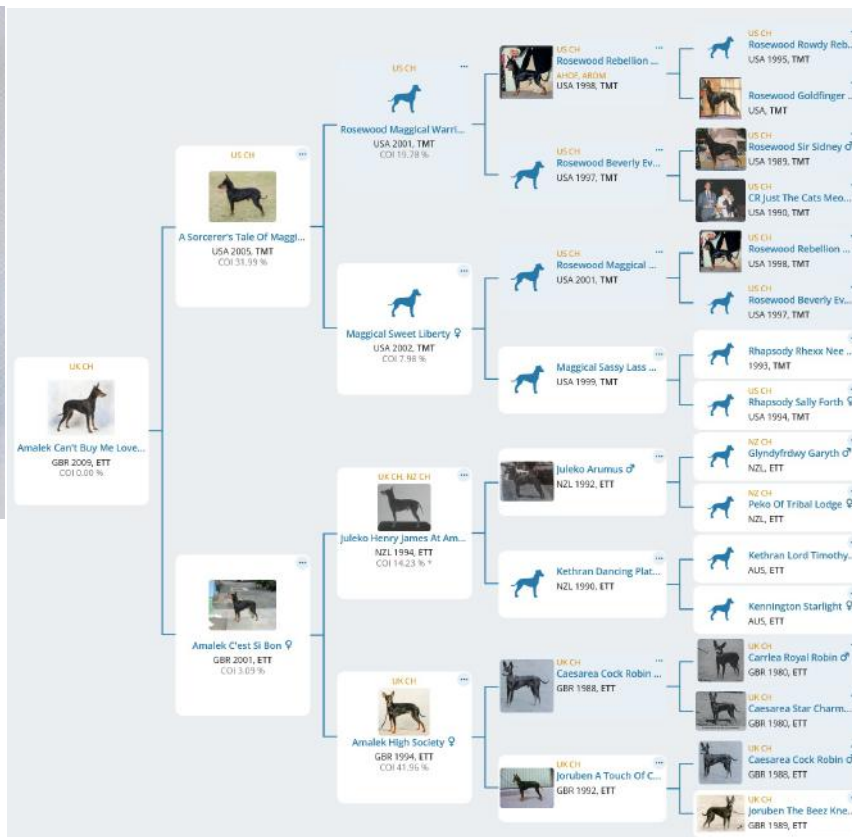 UK CH
Amalek Can't Buy Me Love...
GBR 2009, ETT
COI 0.00 %
US CH
A Sorcerer's Tale Of Maggi...
USA 2005, TMT
COI 31.99 %
Amalek C'est Si Bon ♀
GBR 2001, ETT
COI 3.09 %
US CH
Rosewood Maggical Warri...
USA 2001, TMT
COI 19.78 %
Maggical Sweet Liberty ♀
USA 2002, TMT
COI 7.98 %
UK CH, NZ CH
Juleko Henry James At Am...
NZL 1994, ETT
COI 14.23 % *
UK CH
Amalek High Society ♀
GBR 1994, ETT
COI 41.96 %
US CH
Rosewood Rebellion ...
AHOF, AROM
USA 1998, TMT
US CH
Rosewood Beverly Ev...
USA 1997, TMT
US CH
Rosewood Maggical ...
USA 2001, TMT
Maggical Sassy Lass ...
USA 1999, TMT
Juleko Arumus ♂
NZL 1992, ETT
Kethran Dancing Plat...
NZL 1990, ETT
UK CH
Caesarea Cock Robin ...
GBR 1988, ETT
UK CH
Joruben A Touch Of C...
GBR 1992, ETT
US CH
Rosewood Rowdy Reb...
USA 1995, TMT
Rosewood Goldfinger ...
USA, TMT
US CH
Rosewood Sir Sidney ♂
USA 1989, TMT
US CH
CR Just The Cats Meo...
USA 1990, TMT
US CH
Rosewood Rebellion ...
USA 1998, TMT
US CH
Rosewood Beverly Ev...
USA 1997, TMT
Rhapsody Rhexx Nee ...
1993, TMT
US CH
Rhapsody Sally Forth ♀
USA 1994, TMT
NZ CH
Glyndyfrdwy Garyth ♂
NZL, ETT
NZ CH
Peko Of Tribal Lodge ♀
NZL, ETT
Kethran Lord Timothy...
AUS, ETT
Kennington Starlight ♀
AUS, ETT
UK CH
Carrlea Royal Robin ♂
GBR 1980, ETT
UK CH
Caesarea Star Charm...
GBR 1980, ETT
UK CH
Caesarea Cock Robin ♂
GBR 1988, ETT
UK CH
Joruben The Beez Kne...
GBR 1989, ETT